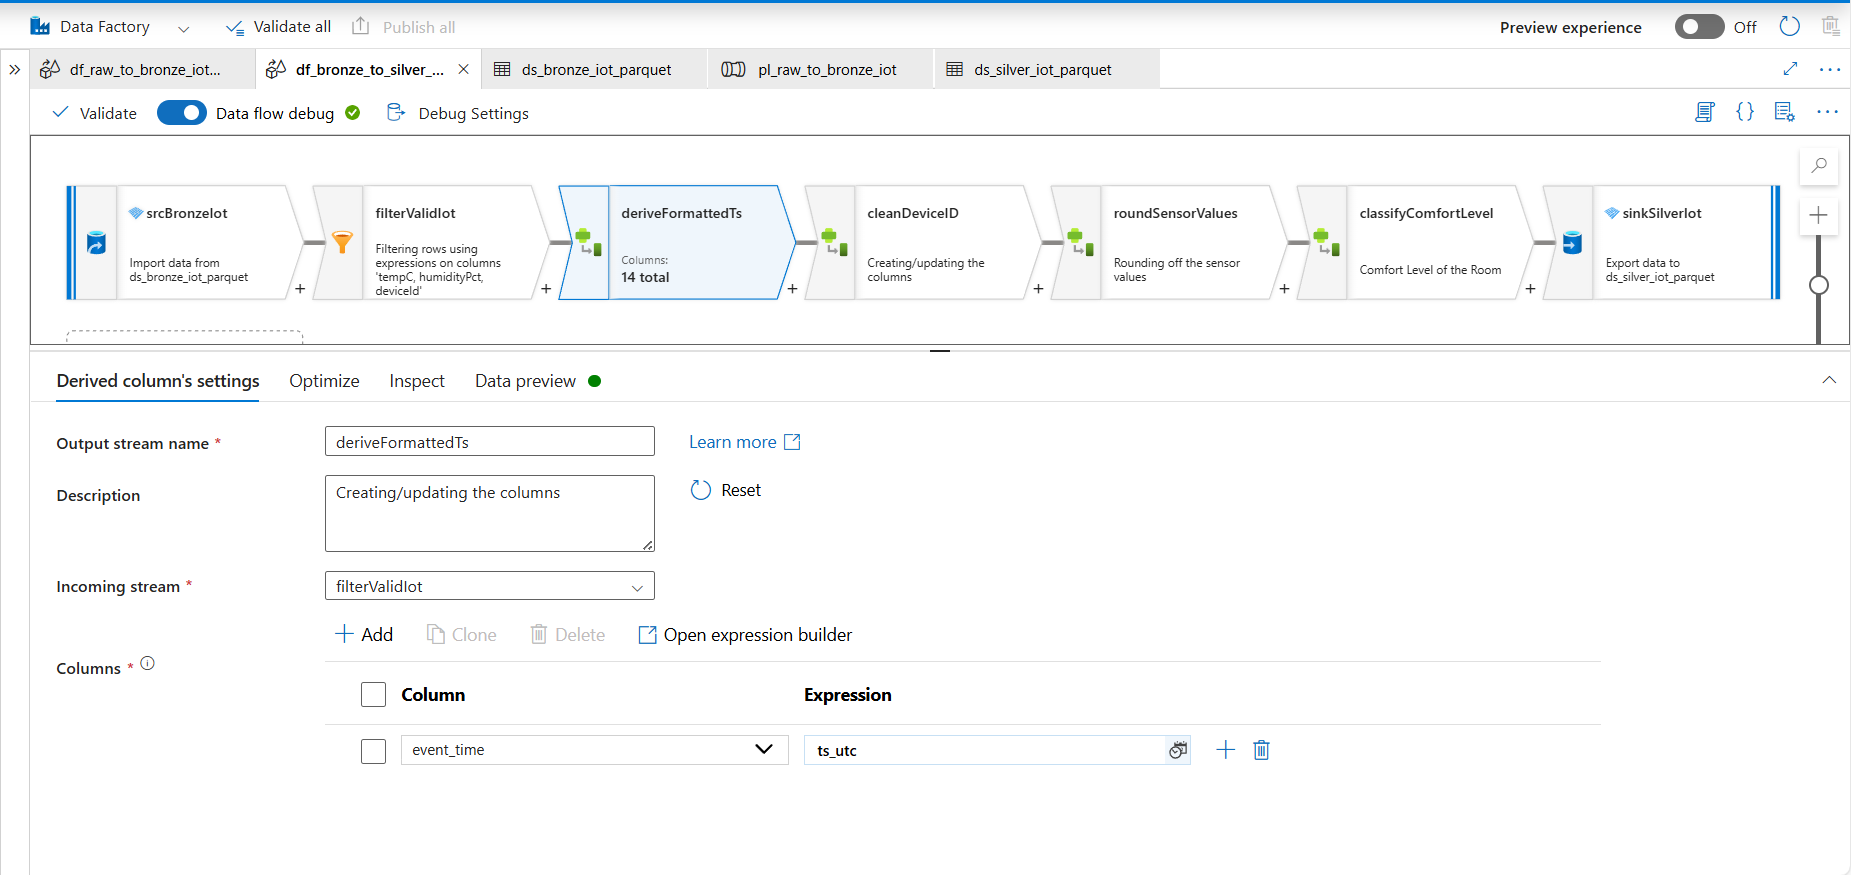 Data Factory
Validate all
Publish all
Preview experience
Off
df_raw_to_bronze_iot...
df_bronze_to_silver_...
ds_bronze_iot_parquet
pl_raw_to_bronze_iot
ds_silver_iot_parquet
Validate
Data flow debug
Debug Settings
srcBronzeIot
Import data from
ds_bronze_iot_parquet
+
filterValidIot
Filtering rows using
expressions on columns
'tempC, humidityPct,
deviceId'
+
deriveFormattedTs
Columns:
14 total
+
cleanDeviceID
Creating/updating the
columns
+
roundSensorValues
Rounding off the sensor
values
+
classifyComfortLevel
Comfort Level of the Room
+
sinkSilverIot
Export data to
ds_silver_iot_parquet
Derived column's settings
Optimize
Inspect
Data preview
Output stream name *
deriveFormattedTs
Learn more
Description
Creating/updating the columns
Reset
Incoming stream *
filterValidIot
Add
Clone
Delete
Open expression builder
Columns *
Column
Expression
event_time
ts_utc